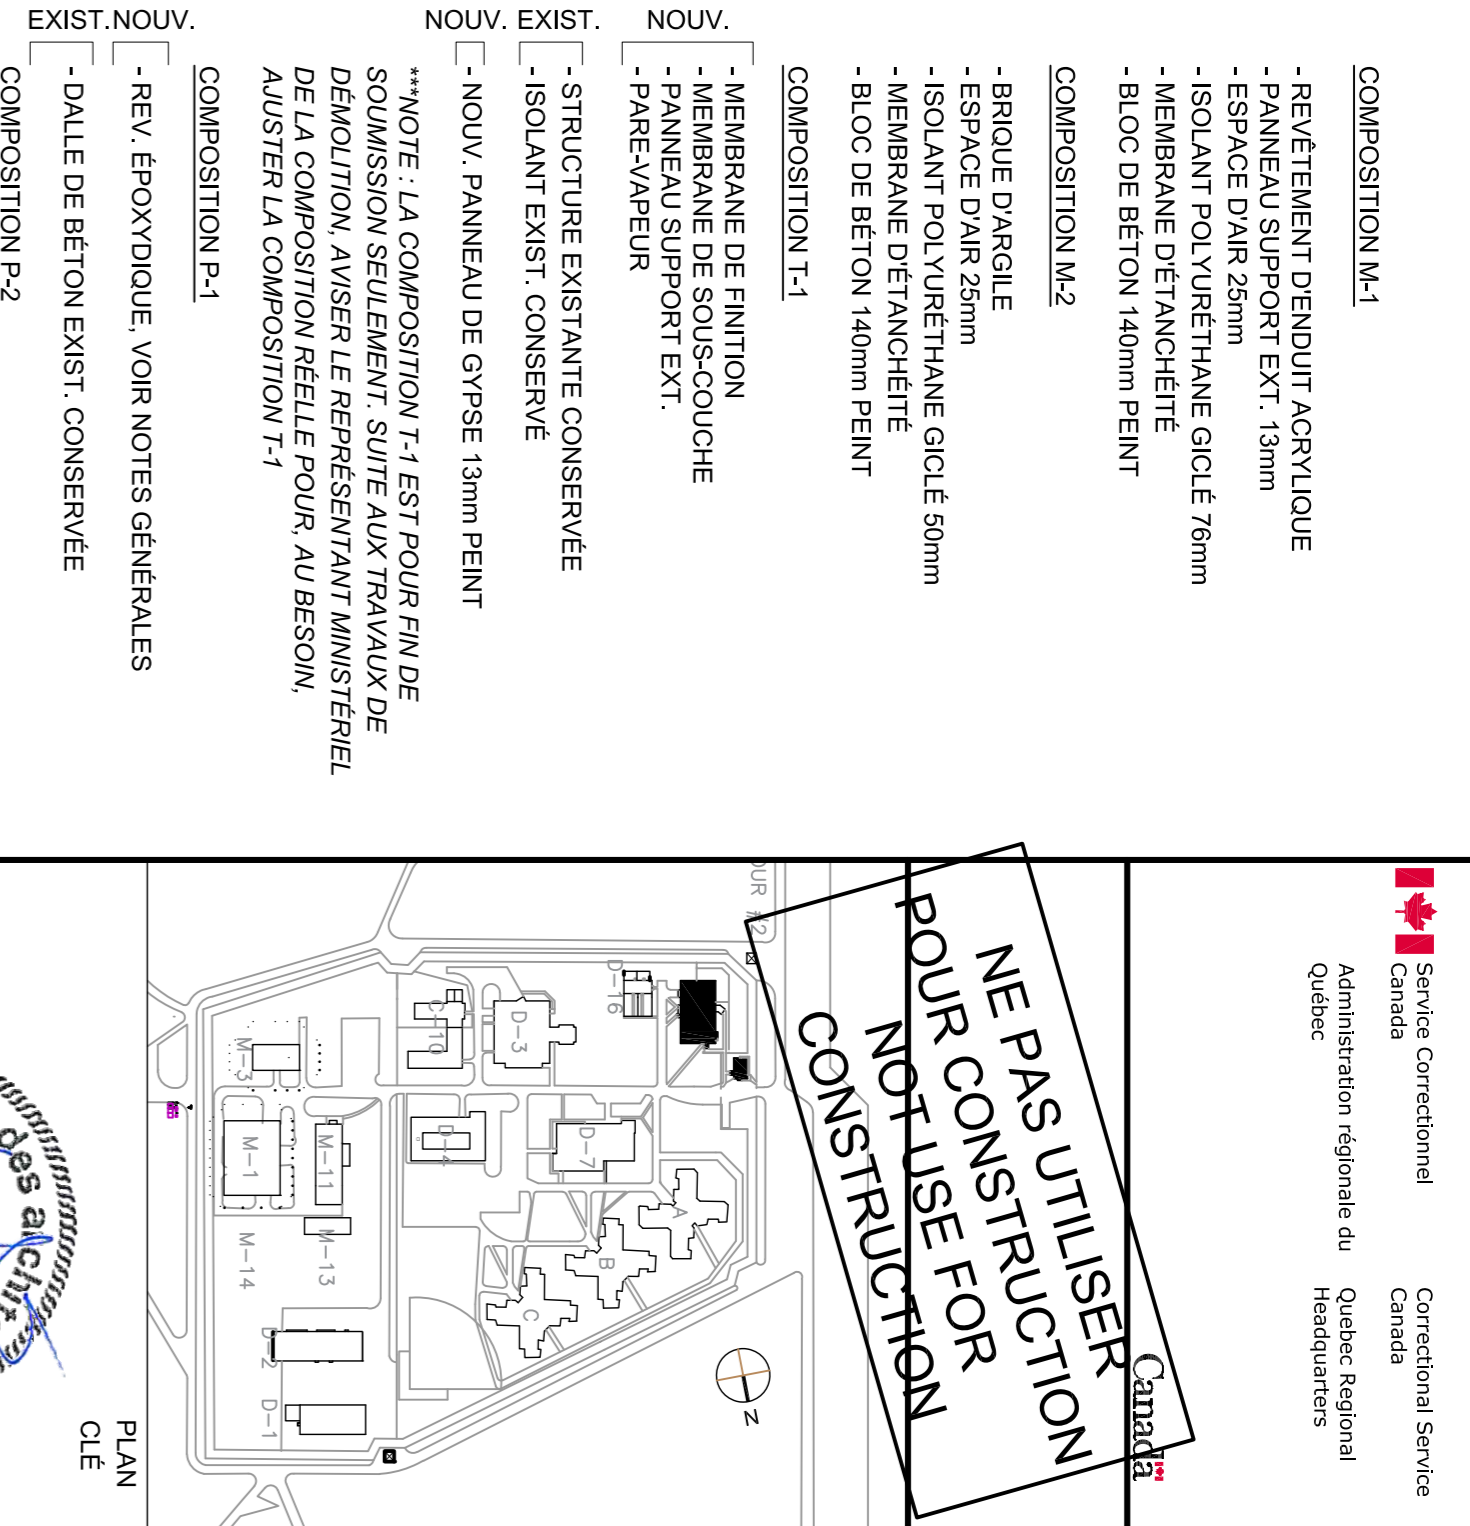 Service Correctionnel
Canada
Correctional Service
Canada
Administration régionale du
Québec
Quebec Regional
Headquarters
Canada
NE PAS UTILISER
POUR CONSTRUCTION
NOT USE FOR
CONSTRUCTION
COMPOSITION M-1
- REVÊTEMENT D'ENDUIT ACRYLIQUE
- PANNEAU SUPPORT EXT. 13mm
- ESPACE D'AIR 25mm
- ISOLANT POLYURÉTHANE GICLÉ 76mm
- MEMBRANE D'ÉTANCHÉITÉ
- BLOC DE BÉTON 140mm PEINT
COMPOSITION M-2
- BRIQUE D'ARGILE
- ESPACE D'AIR 25mm
- ISOLANT POLYURÉTHANE GICLÉ 50mm
- MEMBRANE D'ÉTANCHÉITÉ
- BLOC DE BÉTON 140mm PEINT
COMPOSITION T-1
NOUV.
- MEMBRANE DE FINITION
- MEMBRANE DE SOUS-COUCHE
- PANNEAU SUPPORT EXT.
- PARE-VAPEUR
EXIST.
- STRUCTURE EXISTANTE CONSERVÉE
- ISOLANT EXIST. CONSERVÉ
NOUV.
- NOUV. PANNEAU DE GYPSE 13mm PEINT
***NOTE : LA COMPOSITION T-1 EST POUR FIN DE
SOUMISSION SEULEMENT. SUITE AUX TRAVAUX DE
DÉMOLITION, AVISER LE REPRÉSENTANT MINISTÉRIEL
DE LA COMPOSITION RÉELLE POUR, AU BESOIN,
AJUSTER LA COMPOSITION T-1
COMPOSITION P-1
NOUV.
- REV. ÉPOXYDIQUE, VOIR NOTES GÉNÉRALES
EXIST.
- DALLE DE BÉTON EXIST. CONSERVÉE
COMPOSITION P-2
OUR #2
D-16
D-3
C-10
M-3
D-7
D-4
M-11
M-1
A
B
C
M-13
M-14
D-2
D-1
N
PLAN
CLÉ
des archit